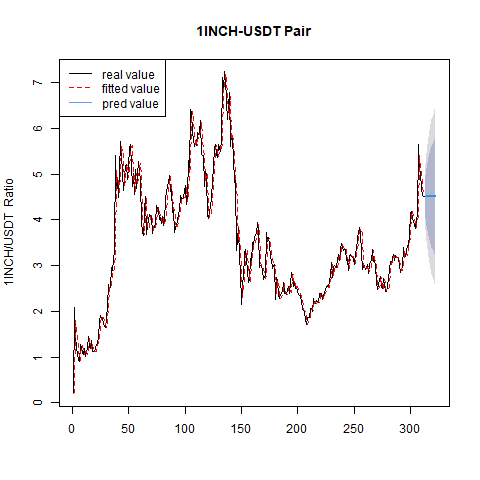 1INCH-USDT Pair
real value
fitted value
pred value
1INCH/USDT Ratio
7
6
5
4
3
2
1
0
0 50 100 150 200 250 300